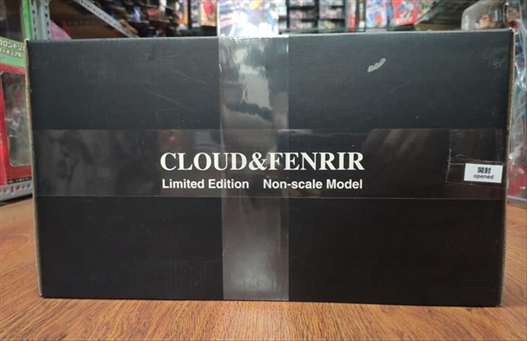 CLOUD&FENRIR
Limited Edition Non-scale Model
開封
opened